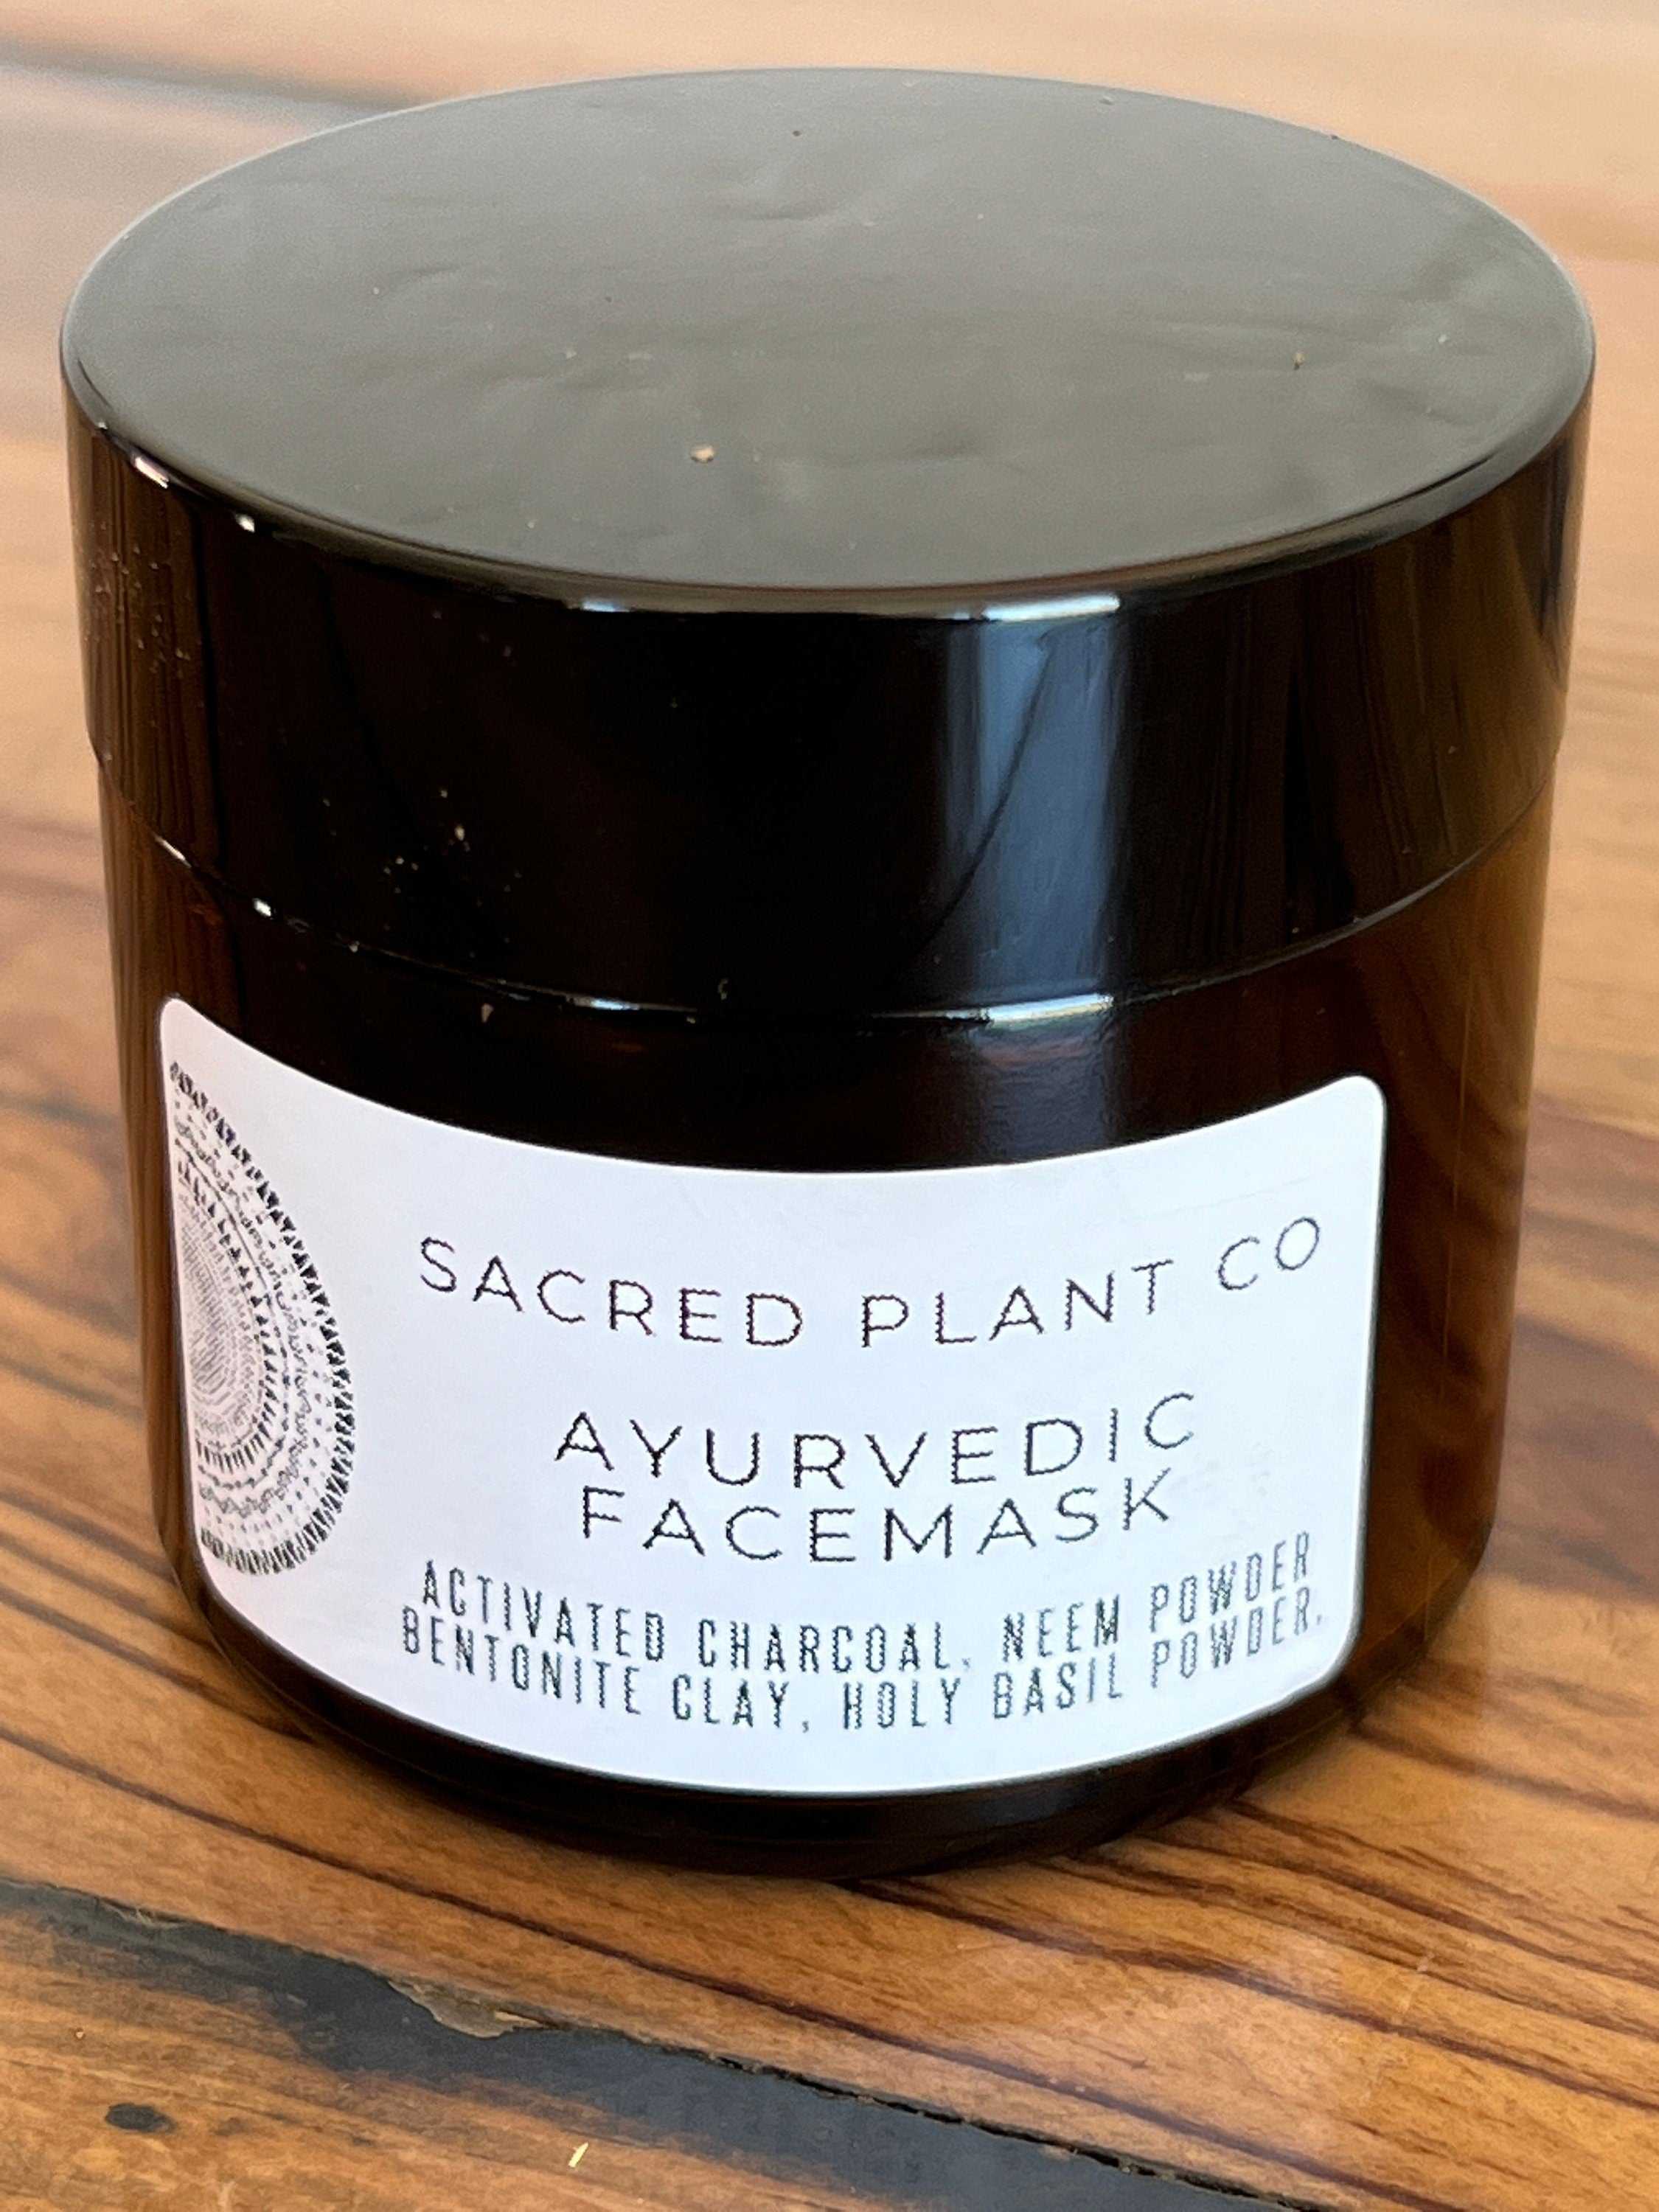 SACRED PLANT CO
AYURVEDIC
FACEMASK
ACTIVATED CHARCOAL, NEEM POWDER
BENTONITE CLAY, HOLY BASIL POWDER.